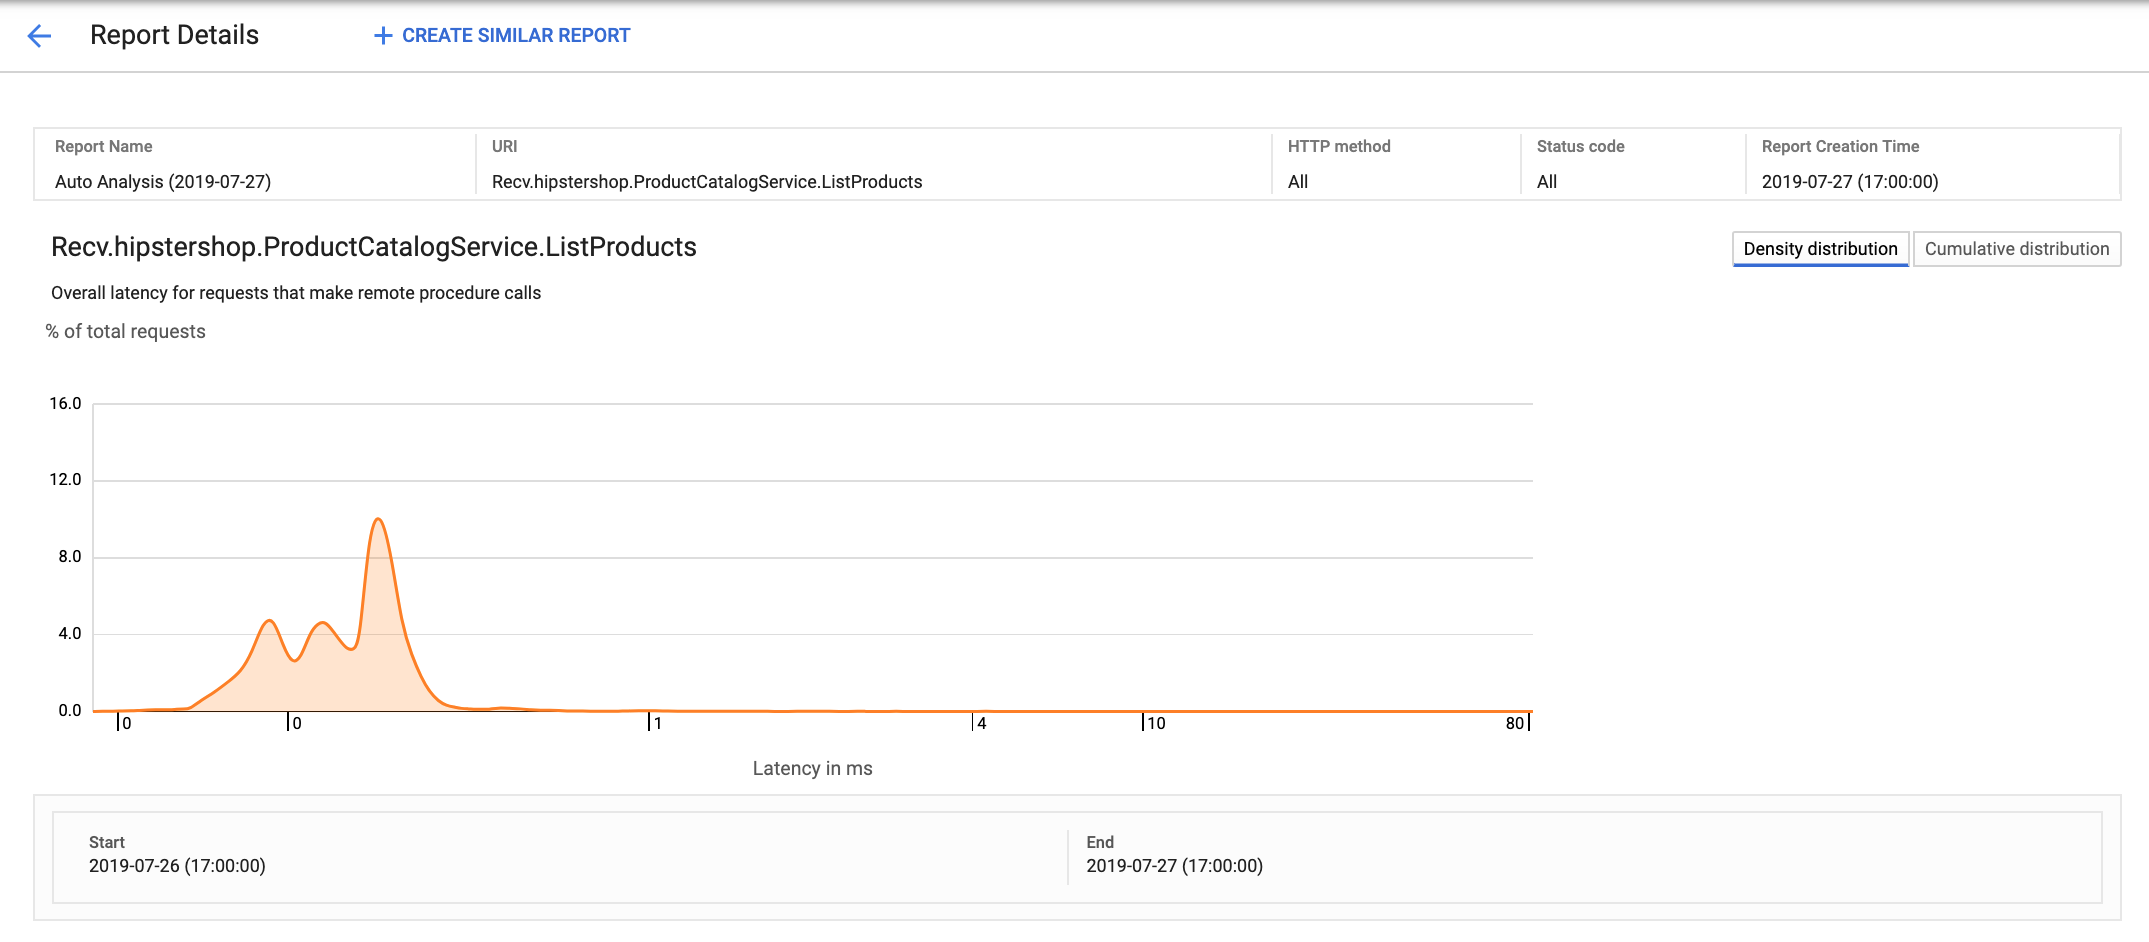 Report Details
CREATE SIMILAR REPORT
Report Name
URI
HTTP method
Status code
Report Creation Time
Auto Analysis (2019-07-27)
Recv.hipstershop.ProductCatalogService.ListProducts
All
All
2019-07-27 (17:00:00)
Recv.hipstershop.ProductCatalogService.ListProducts
Density distribution
Cumulative distribution
Overall latency for requests that make remote procedure calls
% of total requests
16.0
12.0
8.0
4.0
0.0
0
0
1
4
10
80
Latency in ms
Start
2019-07-26 (17:00:00)
End
2019-07-27 (17:00:00)